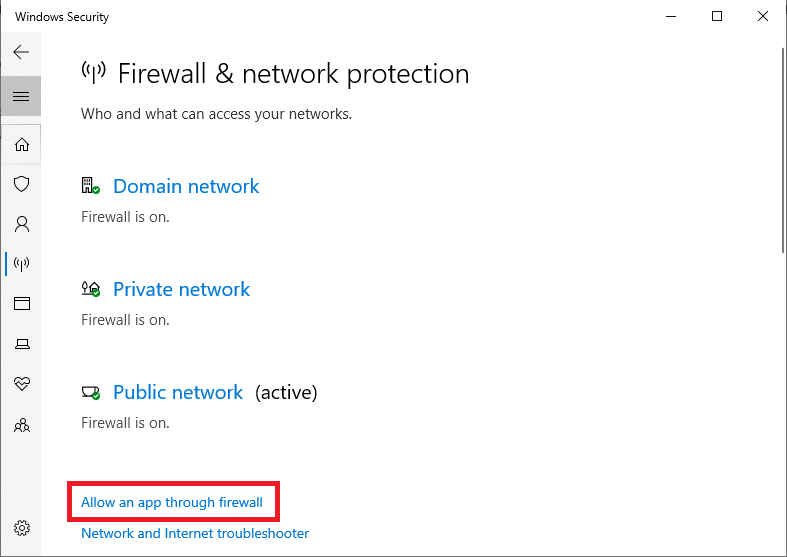 Windows Security
Firewall & network protection
Who and what can access your networks.
Domain network
Firewall is on.
Private network
Firewall is on.
Public network (active)
Firewall is on.
Allow an app through firewall
Network and Internet troubleshooter